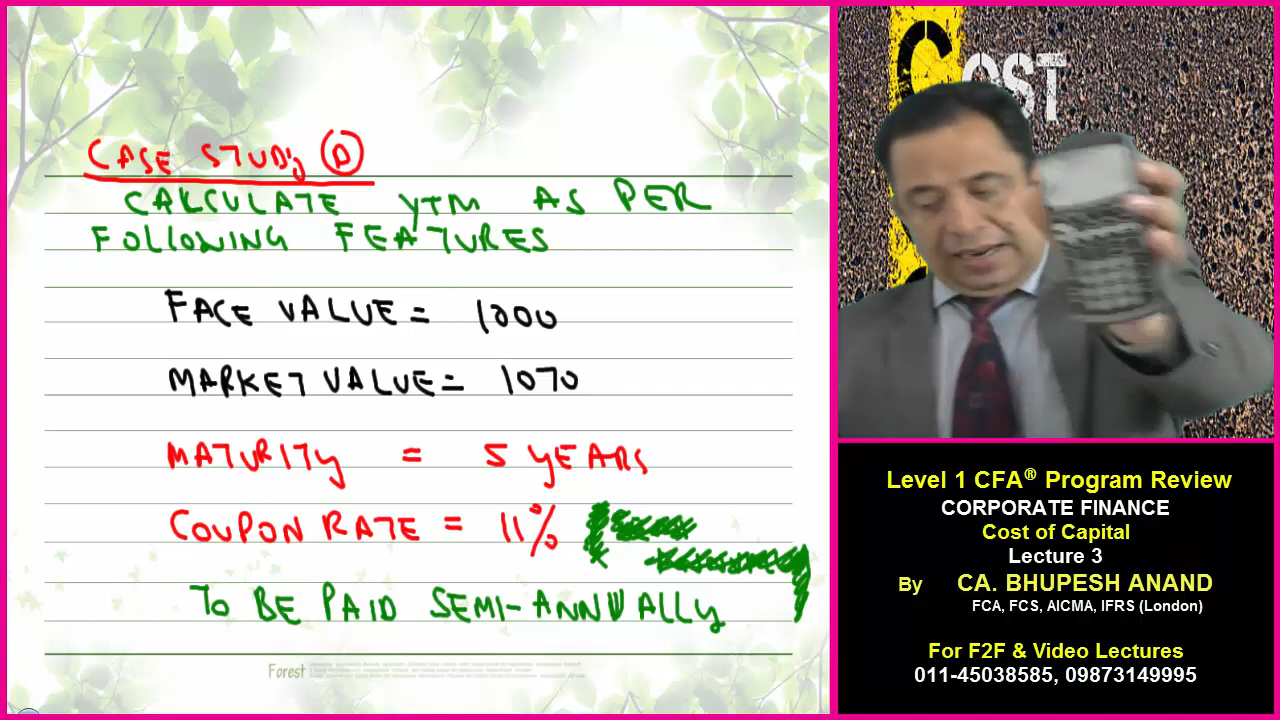 CASE STUDY D
CALCULATE YTM AS PER
FOLLOWING FEATURES
FACE VALUE = 1000
MARKET VALUE = 1070
MATURITY = 5 YEARS
COUPON RATE = 11%
TO BE PAID SEMI-ANNUALLY
Forest
COST
Level 1 CFA® Program Review
CORPORATE FINANCE
Cost of Capital
Lecture 3
By CA. BHUPESH ANAND
FCA, FCS, AICMA, IFRS (London)
For F2F & Video Lectures
011-45038585, 09873149995